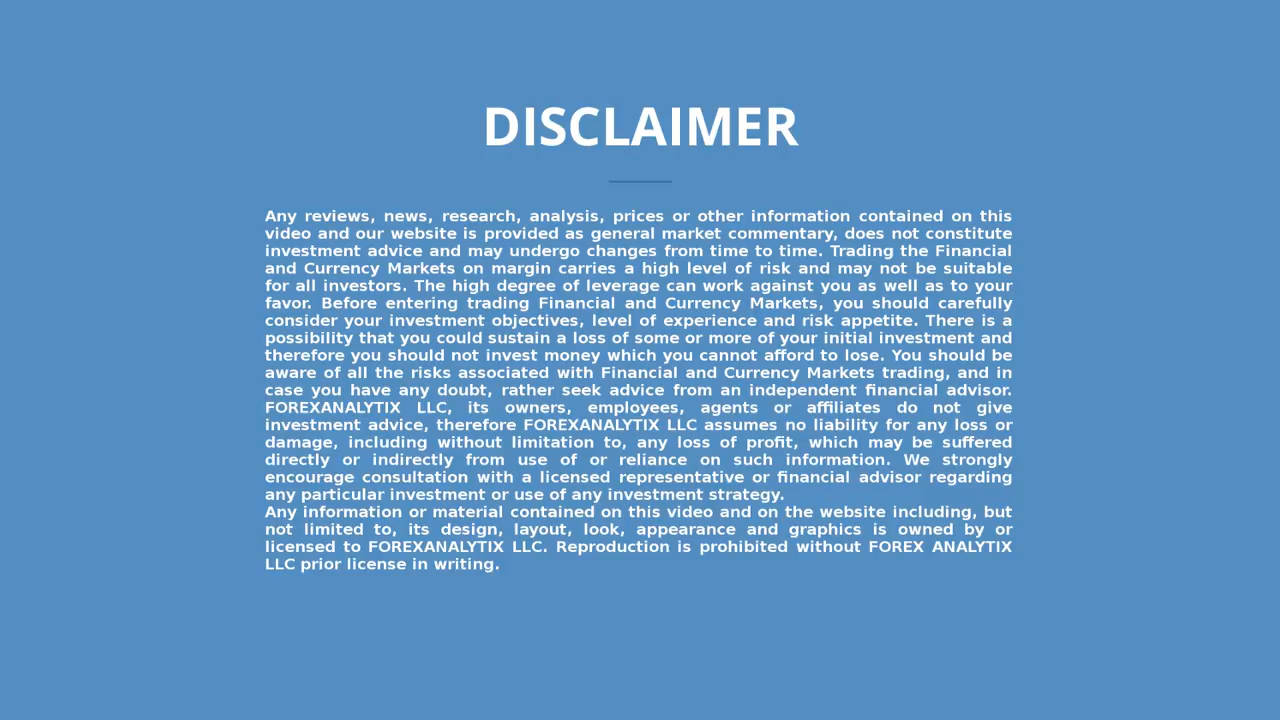 DISCLAIMER
Any reviews, news, research, analysis, prices or other information contained on this
video and our website is provided as general market commentary, does not constitute
investment advice and may undergo changes from time to time. Trading the Financial
and Currency Markets on margin carries a high level of risk and may not be suitable
for all investors. The high degree of leverage can work against you as well as to your
favor. Before entering trading Financial and Currency Markets, you should carefully
consider your investment objectives, level of experience and risk appetite. There is a
possibility that you could sustain a loss of some or more of your initial investment and
therefore you should not invest money which you cannot afford to lose. You should be
aware of all the risks associated with Financial and Currency Markets trading, and in
case you have any doubt, rather seek advice from an independent financial advisor.
FOREXANALYTIX LLC, its owners, employees, agents or affiliates do not give
investment advice, therefore FOREXANALYTIX LLC assumes no liability for any loss or
damage, including without limitation to, any loss of profit, which may be suffered
directly or indirectly from use of or reliance on such information. We strongly
encourage consultation with a licensed representative or financial advisor regarding
any particular investment or use of any investment strategy.
Any information or material contained on this video and on the website including, but
not limited to, its design, layout, look, appearance and graphics is owned by or
licensed to FOREXANALYTIX LLC. Reproduction is prohibited without FOREX ANALYTIX
LLC prior license in writing.